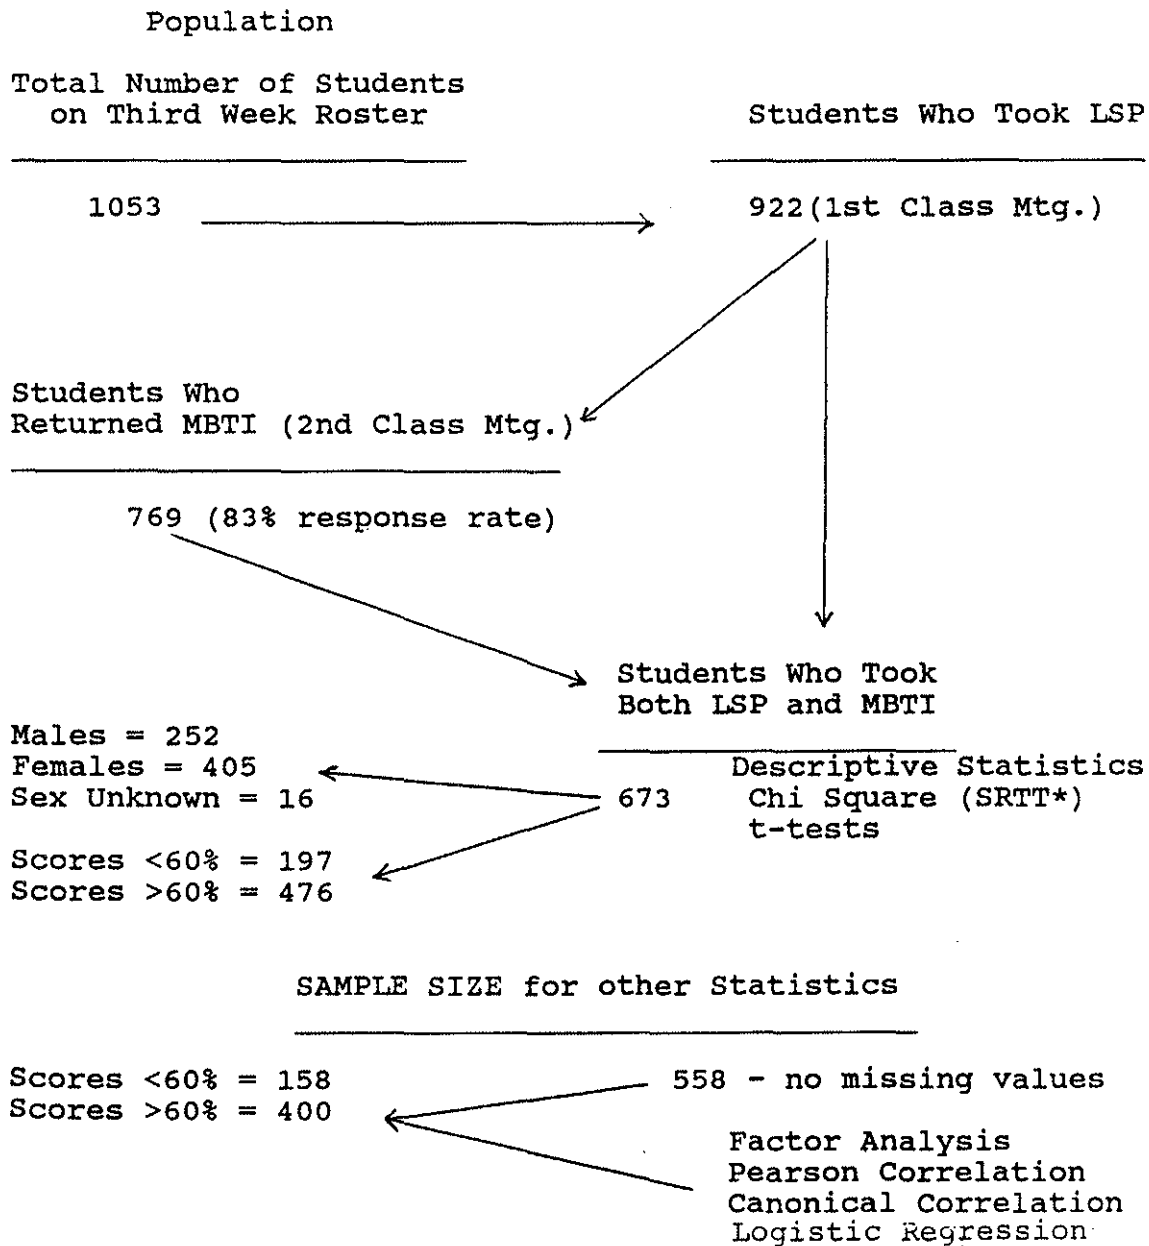 Population
Total Number of Students
on Third Week Roster
Students Who Took LSP
1053
922(1st Class Mtg.)
Students Who
Returned MBTI (2nd Class Mtg.)
769 (83% response rate)
Students Who Took
Both LSP and MBTI
Males = 252
Females = 405
Sex Unknown = 16
673
Descriptive Statistics
Chi Square (SRTT*)
t-tests
Scores <60% = 197
Scores >60% = 476
SAMPLE SIZE for other Statistics
Scores <60% = 158
Scores >60% = 400
558 - no missing values
Factor Analysis
Pearson Correlation
Canonical Correlation
Logistic Regression